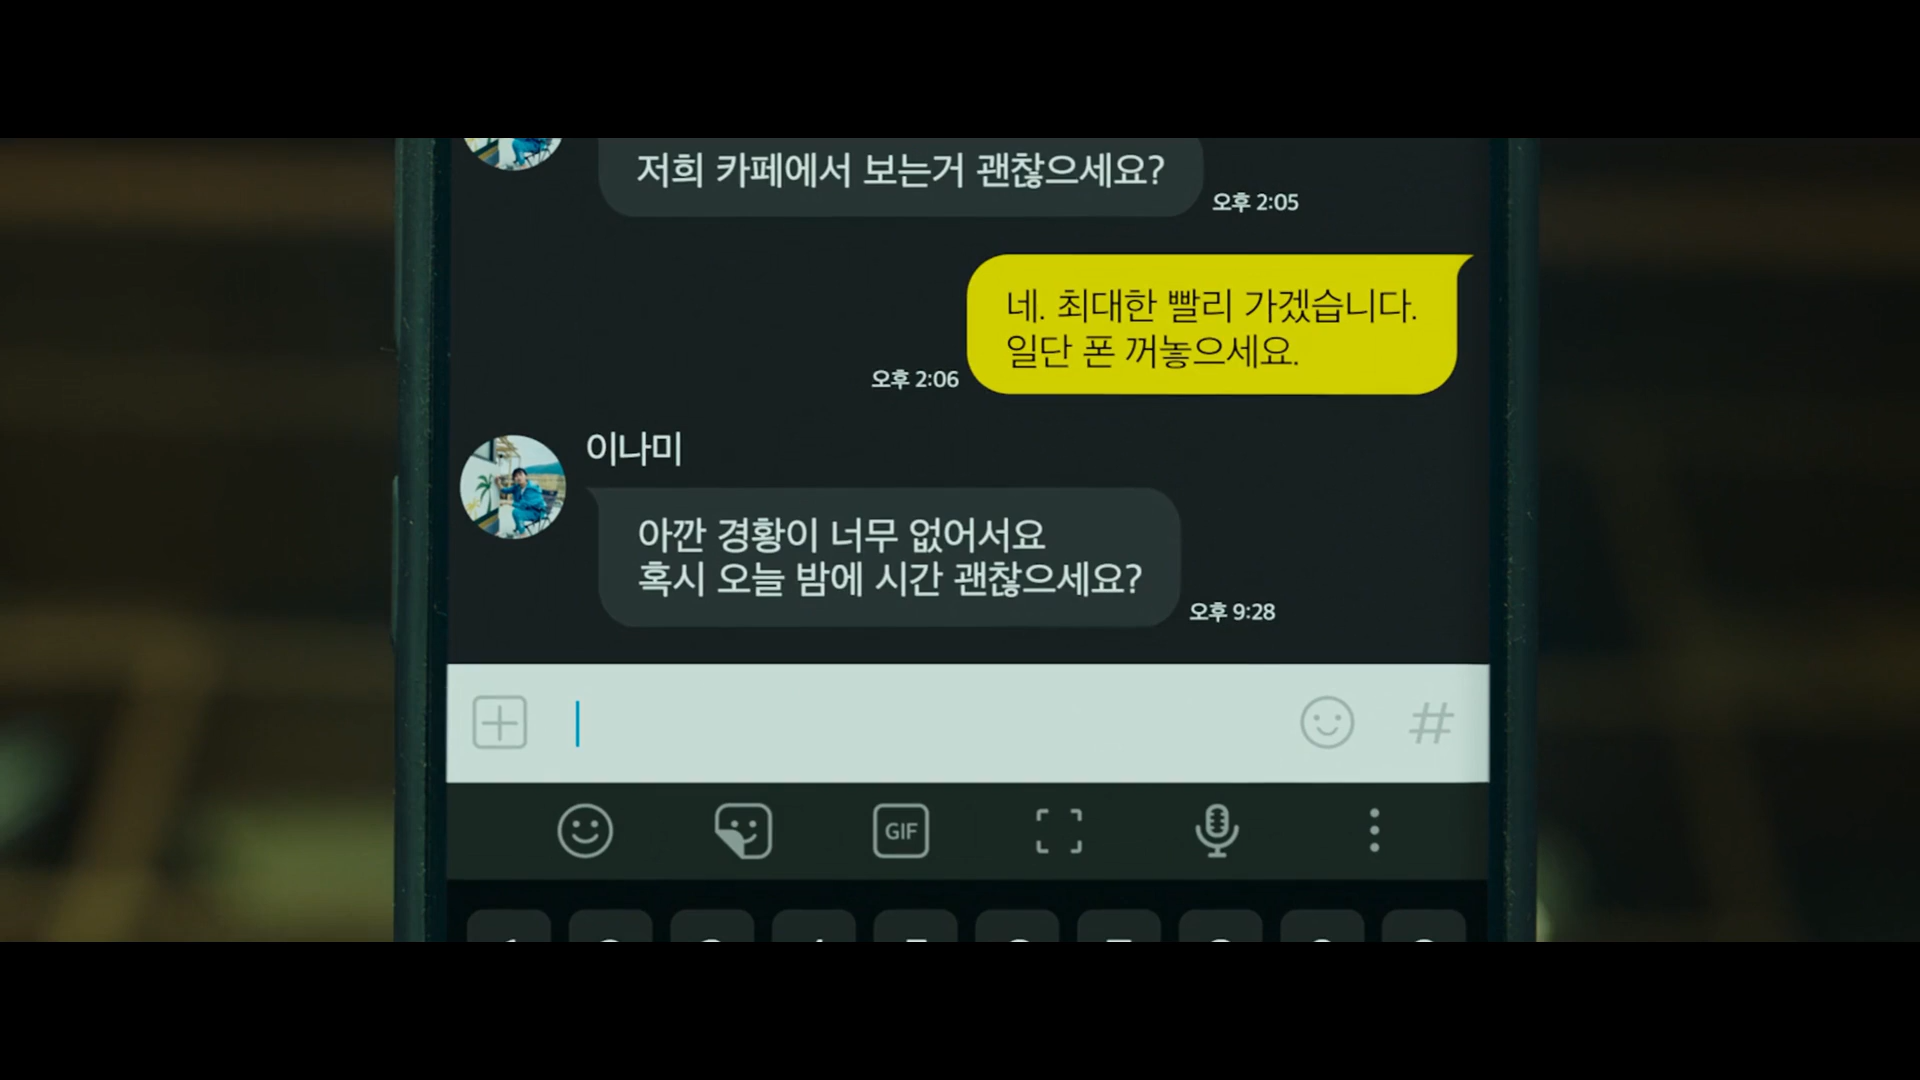 저희 카페에서 보는거 괜찮으세요?
오후 2:05
네. 최대한 빨리 가겠습니다.
일단 폰 꺼놓으세요.
오후 2:06
이나미
아깐 경황이 너무 없어서요
혹시 오늘 밤에 시간 괜찮으세요?
오후 9:28
#
GIF